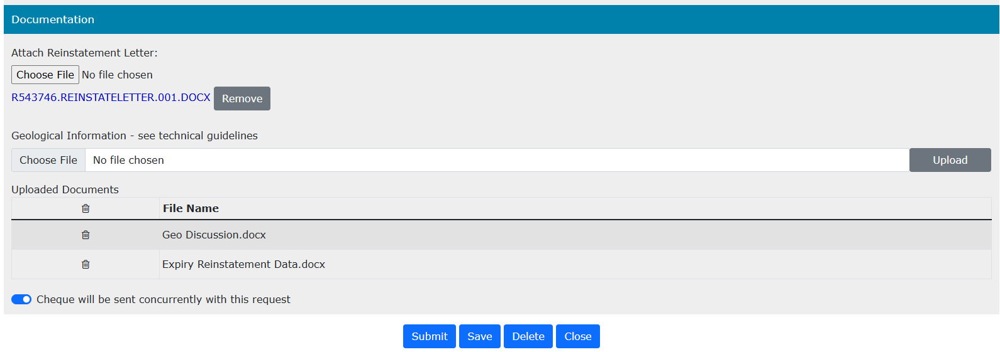 Documentation
Attach Reinstatement Letter:
Choose File No file chosen
R543746.REINSTATELETTER.001.DOCX Remove
Geological Information - see technical guidelines
Choose File No file chosen Upload
Uploaded Documents
File Name
Geo Discussion.docx
Expiry Reinstatement Data.docx
Cheque will be sent concurrently with this request
Submit Save Delete Close